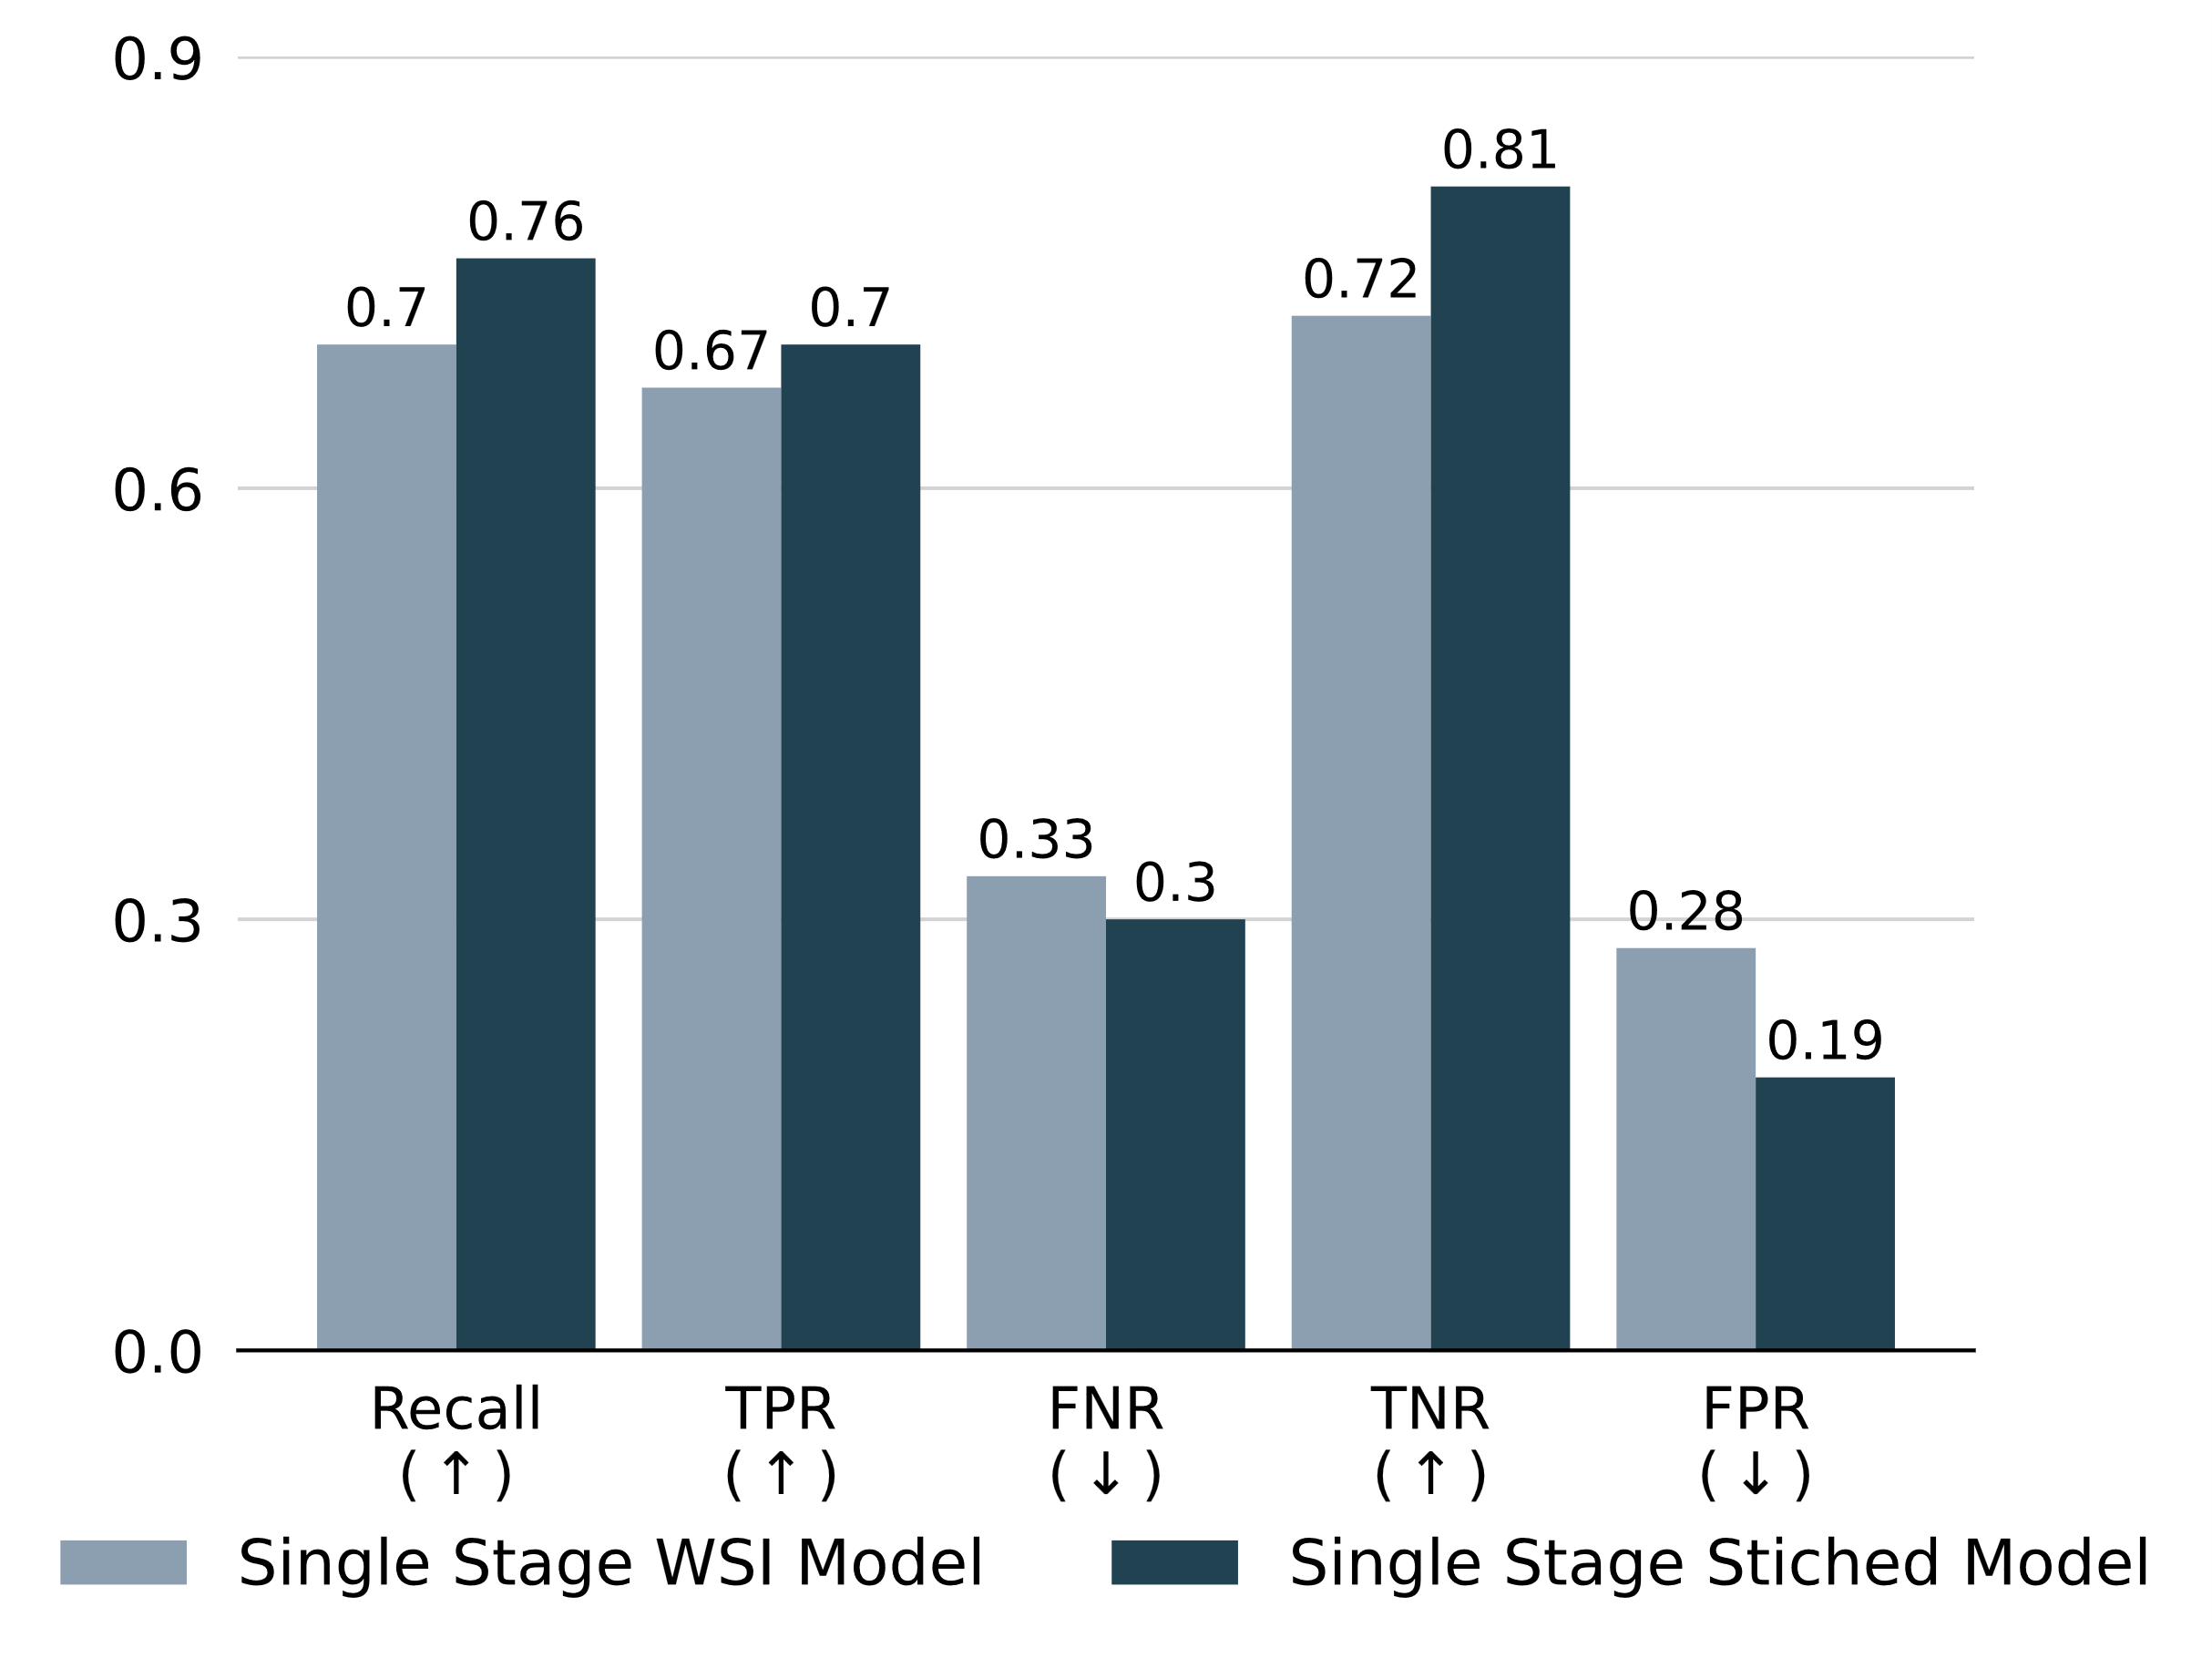 0.9
0.6
0.3
0.0
0.7
0.76
0.67
0.7
0.33
0.3
0.72
0.81
0.28
0.19
Recall
(↑)
TPR
(↑)
FNR
(↓)
TNR
(↑)
FPR
(↓)
Single Stage WSI Model
Single Stage Stiched Model